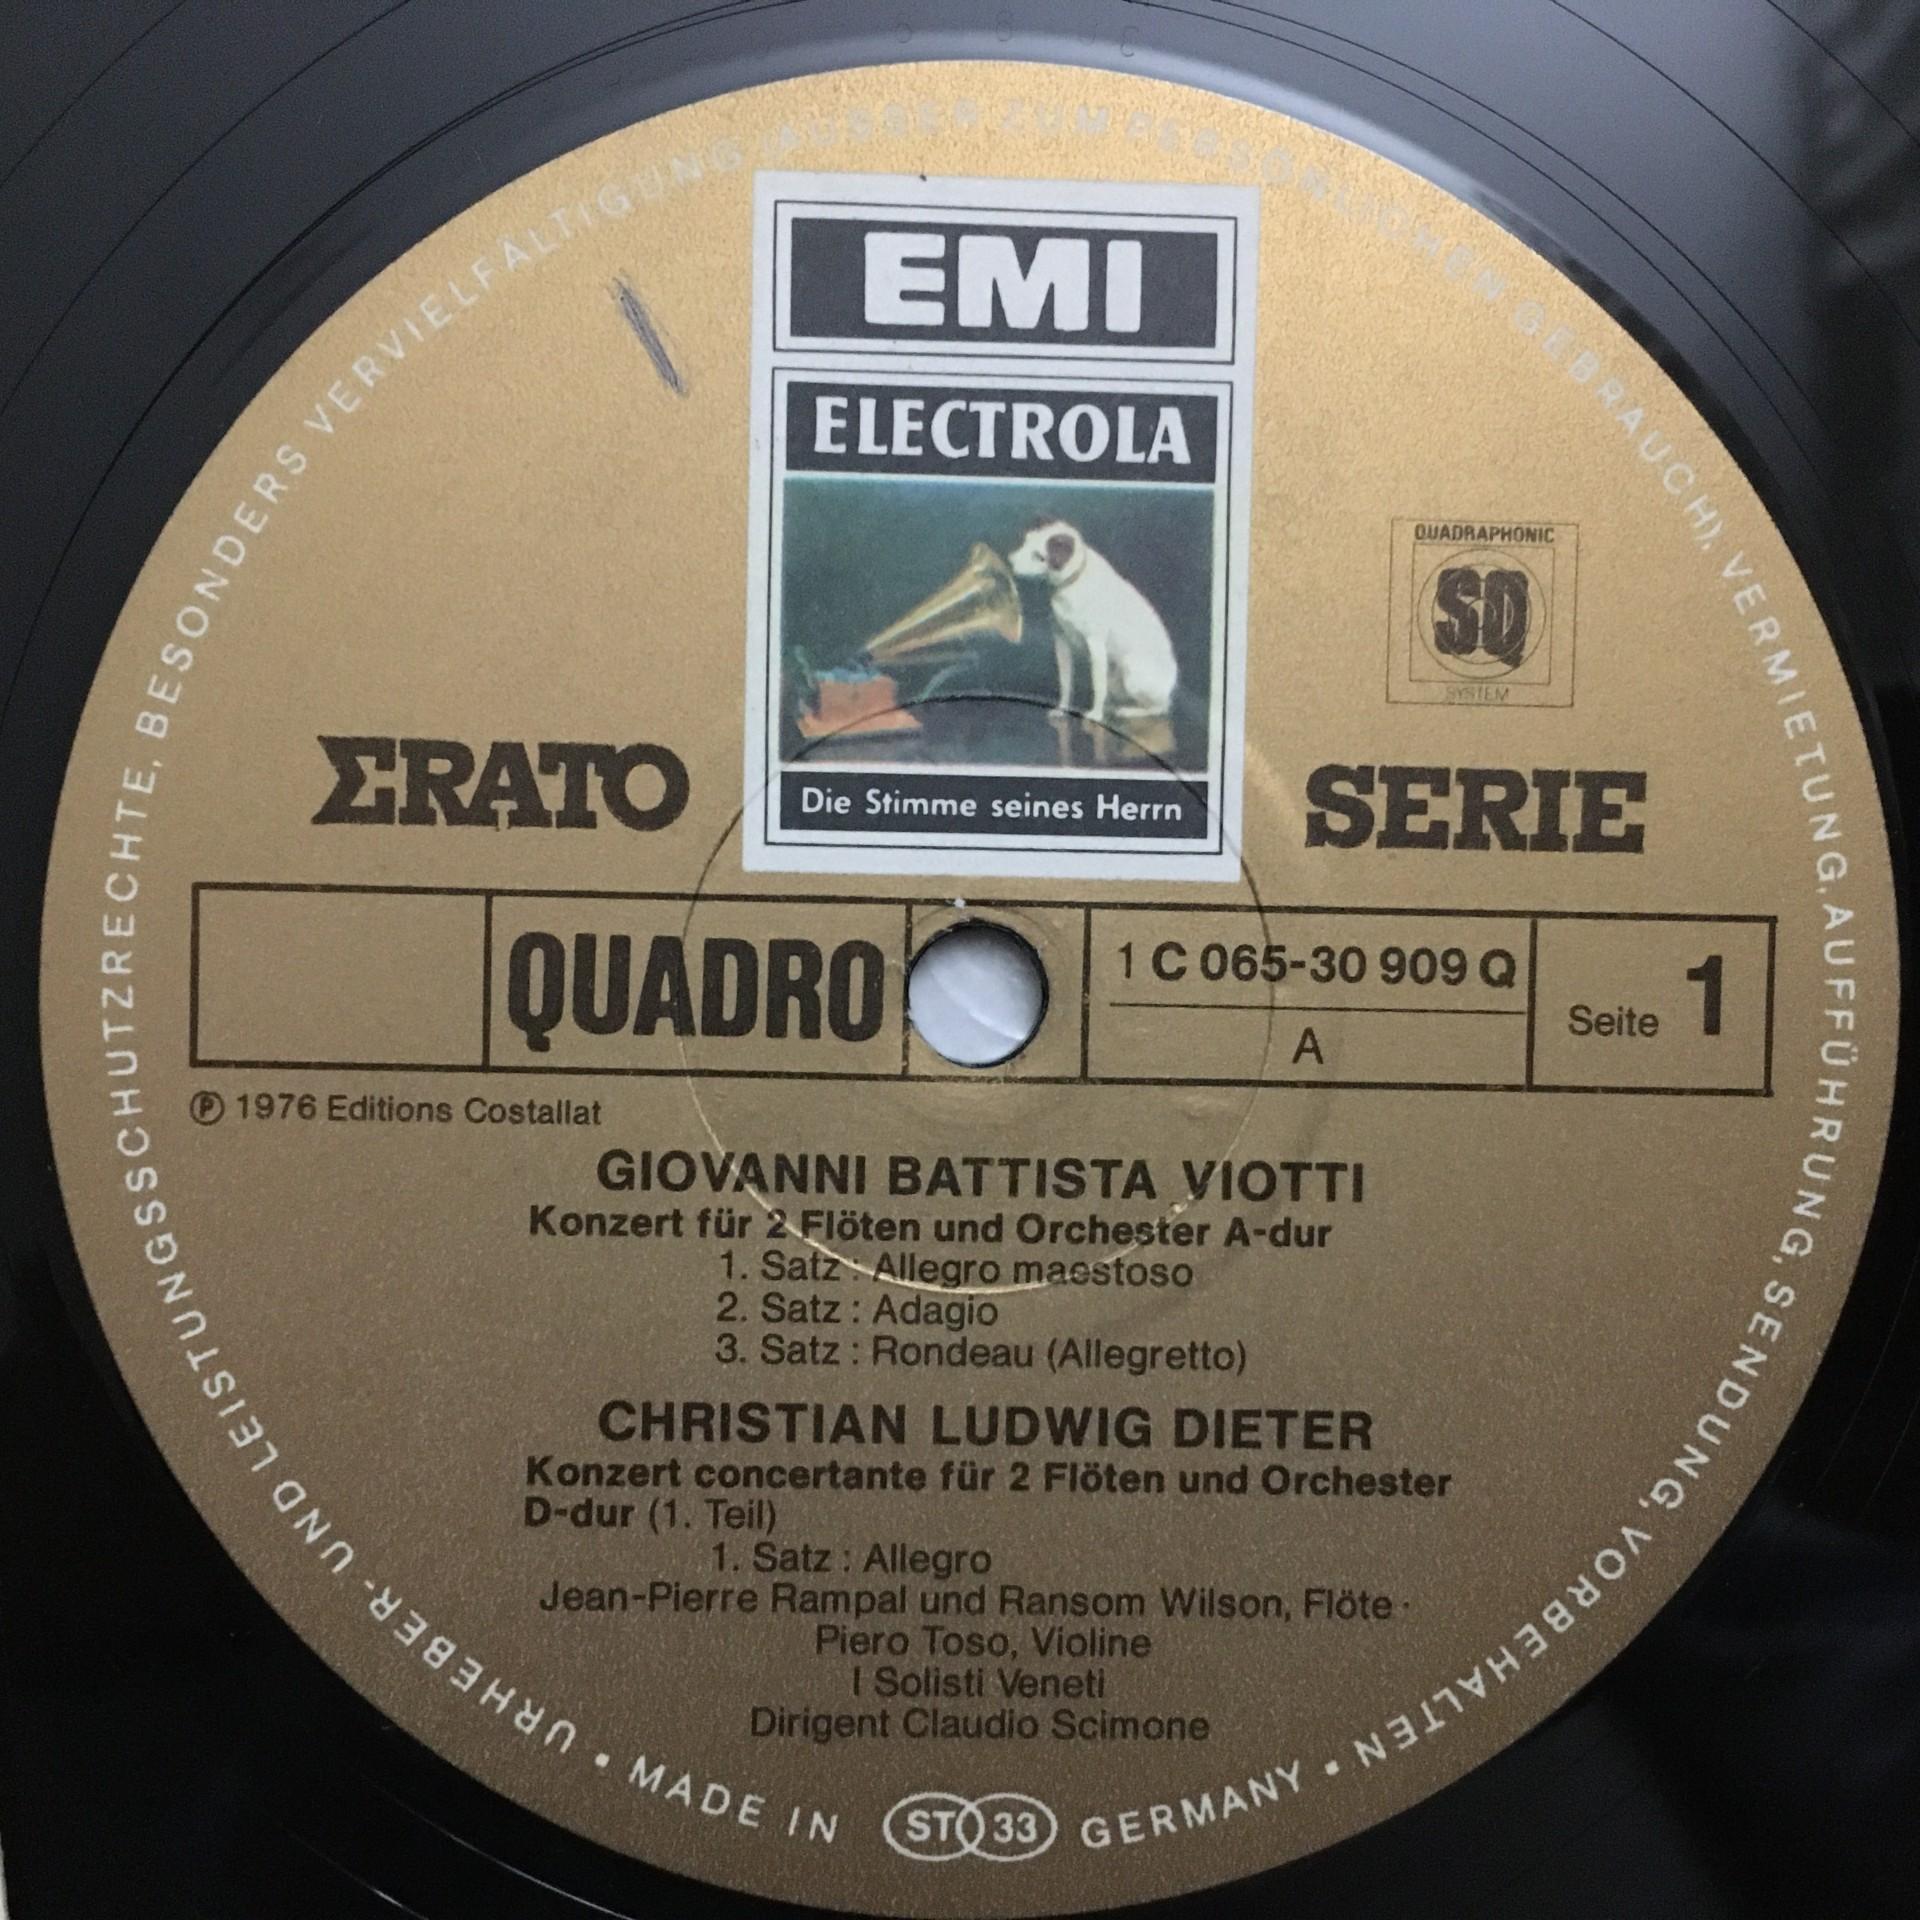 EMI
ELECTROLA
Die Stimme seines Herrn
QUADRAPHONIC
SQ
SYSTEM
ΣRATO
SERIE
QUADRO
1 C 065-30 909 Q
A
Seite 1
℗ 1976 Editions Costallat
GIOVANNI BATTISTA VIOTTI
Konzert für 2 Flöten und Orchester A-dur
1. Satz : Allegro maestoso
2. Satz : Adagio
3. Satz : Rondeau (Allegretto)
CHRISTIAN LUDWIG DIETER
Konzert concertante für 2 Flöten und Orchester
D-dur (1. Teil)
1. Satz : Allegro
Jean-Pierre Rampal und Ransom Wilson, Flöte ·
Piero Toso, Violine
I Solisti Veneti
Dirigent Claudio Scimone
URHEBER- UND LEISTUNGSSCHUTZRECHTE, BESONDERS VERVIELFÄLTIGUNG (AUSSER ZUM PERSÖNLICHEN GEBRAUCH), VERMIETUNG, AUFFÜHRUNG, SENDUNG, VORBEHALTEN •
MADE IN ST 33 GERMANY •